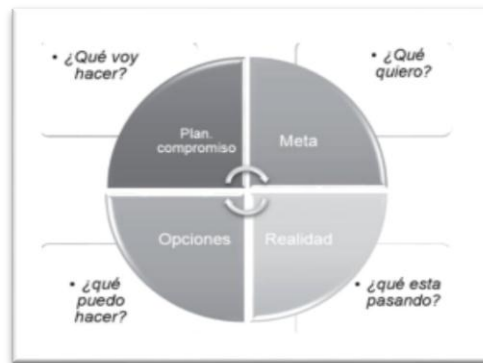 • ¿Qué voy
hacer?
• ¿Qué
quiero?
Plan.
compromiso
Meta
Opciones
Realidad
• ¿qué
puedo
hacer?
• ¿qué esta
pasando?